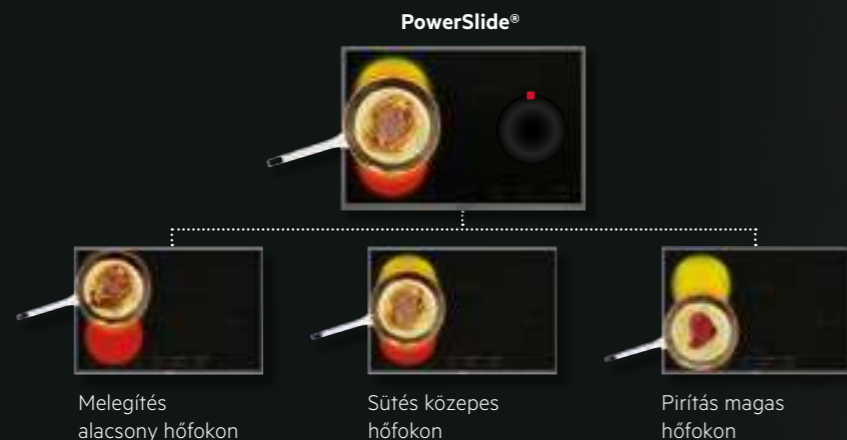 PowerSlide®
Melegítés
alacsony hőfokon
Sütés közepes
hőfokon
Pirítás magas
hőfokon